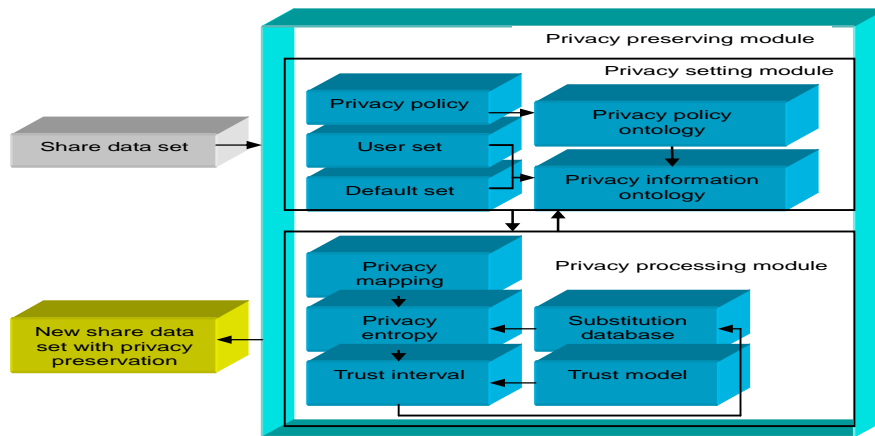 Privacy preserving module
Privacy setting module
Privacy policy
Privacy policy
ontology
Share data set
User set
Default set
Privacy information
ontology
Privacy processing module
Privacy
mapping
New share data
set with privacy
preservation
Privacy
entropy
Substitution
database
Trust interval
Trust model